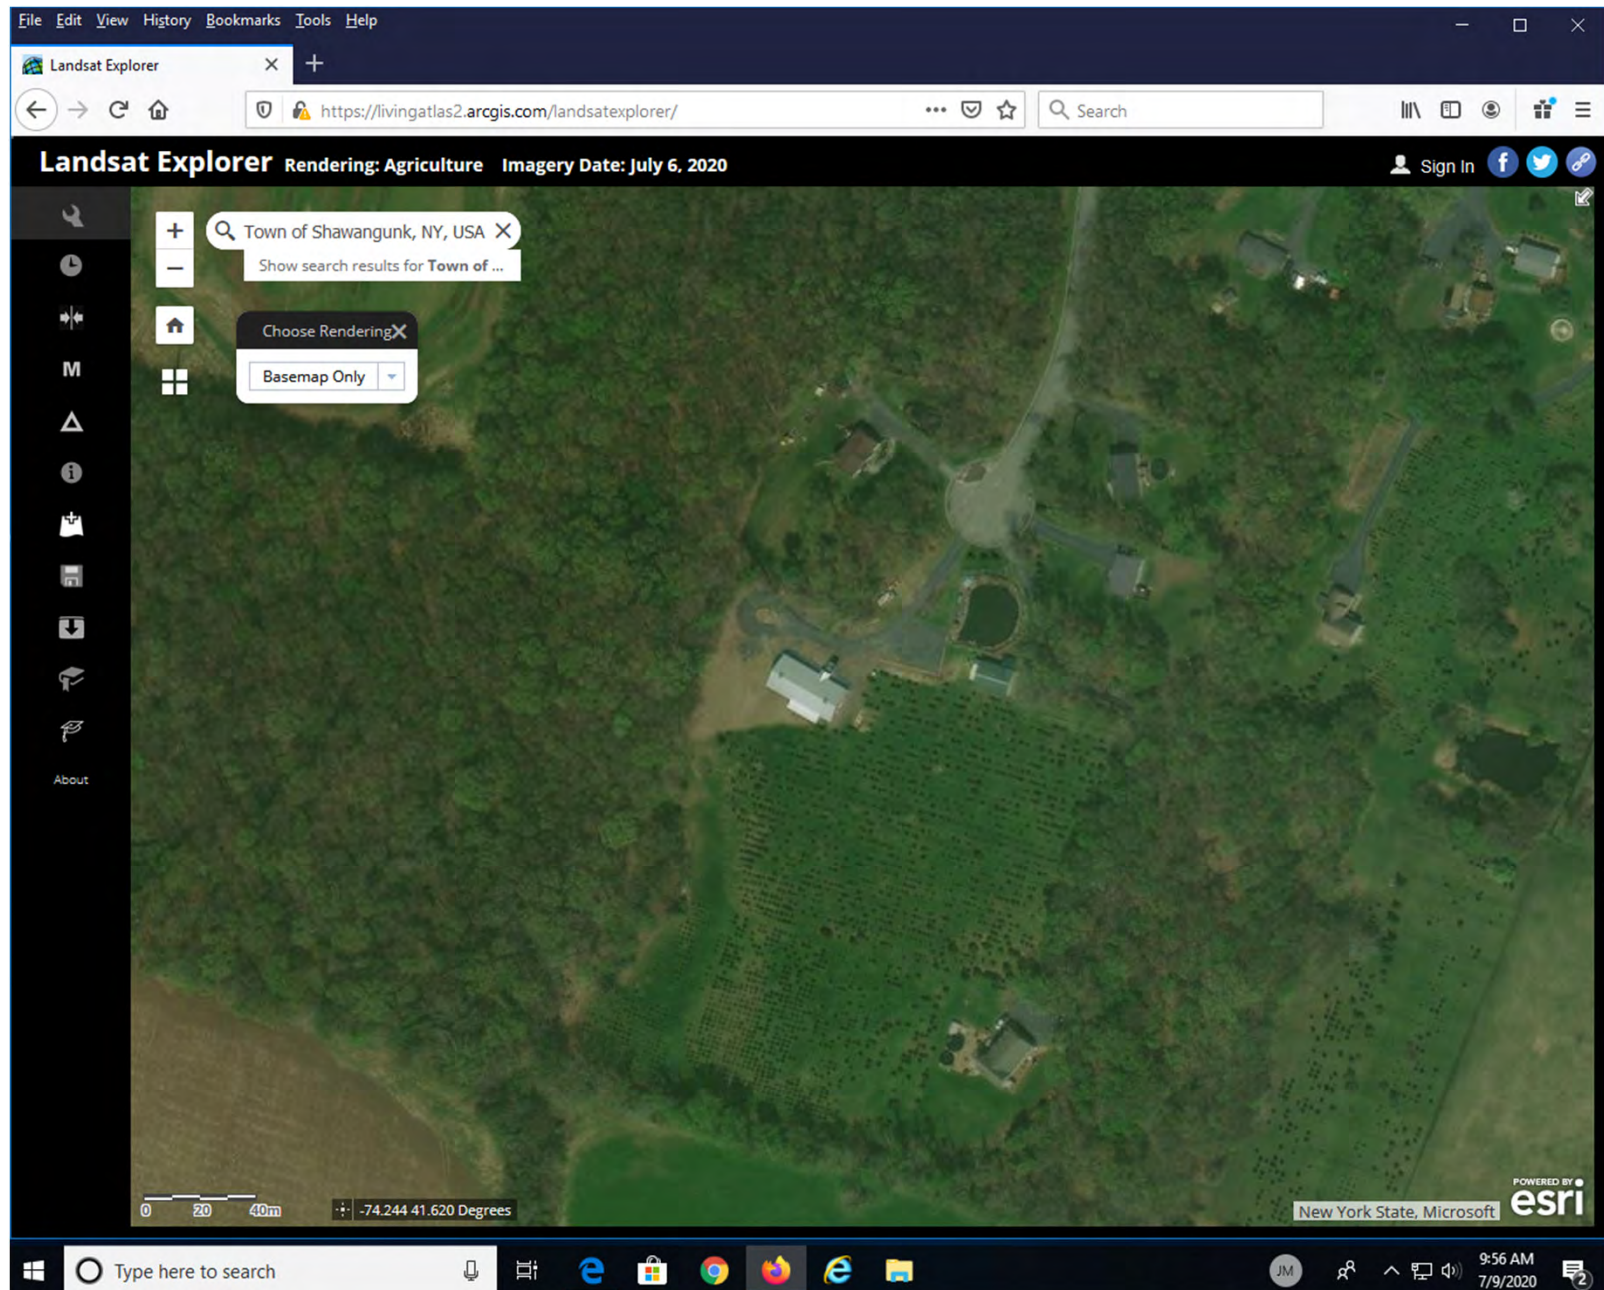 File Edit View History Bookmarks Tools Help
Landsat Explorer
https://livingatlas2.arcgis.com/landsatexplorer/
Search
Landsat Explorer Rendering: Agriculture Imagery Date: July 6, 2020
Sign In
Town of Shawangunk, NY, USA
Show search results for Town of ...
Choose Rendering
Basemap Only
M
About
0 20 40m
-74.244 41.620 Degrees
POWERED BY
esri
New York State, Microsoft
Type here to search
JM
9:56 AM
7/9/2020
2